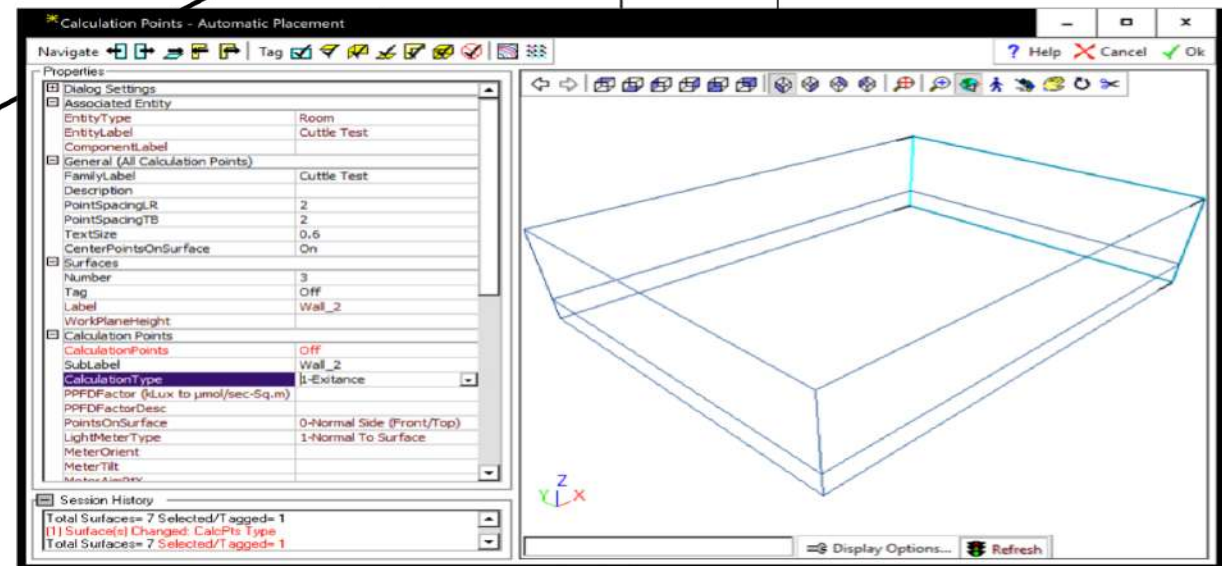 Calculation Points - Automatic Placement
Navigate Tag ? Help Cancel Ok
Properties
Dialog Settings
Associated Entity
EntityType Room
EntityLabel Cuttle Test
ComponentLabel
General (All Calculation Points)
FamilyLabel Cuttle Test
Description
PointSpacingLR 2
PointSpacingTB 2
TextSize 0.6
CenterPointsOnSurface On
Surfaces
Number 3
Tag Off
Label Wall_2
WorkPlaneHeight
Calculation Points
CalculationPoints Off
SubLabel Wall_2
CalculationType 1-Exitance
PPFDFactor (kLux to µmol/sec-Sq.m)
PPFDFactorDesc
PointsOnSurface 0-Normal Side (Front/Top)
LightMeterType 1-Normal To Surface
MeterOrient
MeterTilt
Z
Y X
Session History
Total Surfaces= 7 Selected/Tagged= 1
[1] Surface(s) Changed: CalcPts Type
Total Surfaces= 7 Selected/Tagged= 1
Display Options... Refresh